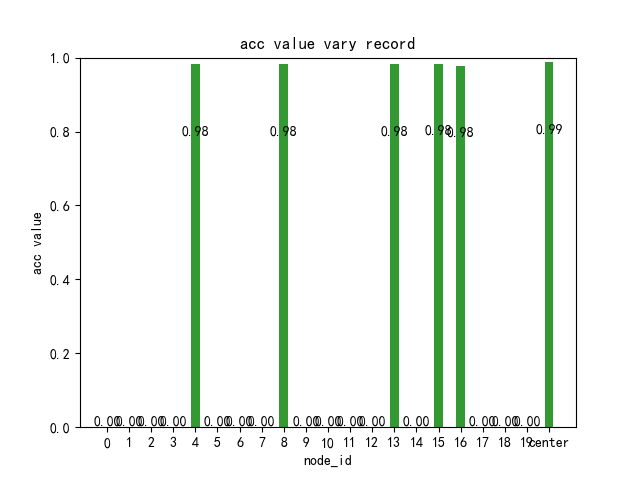 acc value vary record
1.0
0.8
0.6
0.4
0.2
0.0
acc value
0.98 0.98 0.98 0.98 0.98 0.99
0.00 0.00 0.00 0.00 0.00 0.00 0.00 0.00 0.00 0.00 0.00 0.00 0.00 0.00 0.00
0 1 2 3 4 5 6 7 8 9 10 11 12 13 14 15 16 17 18 19 center
node_id